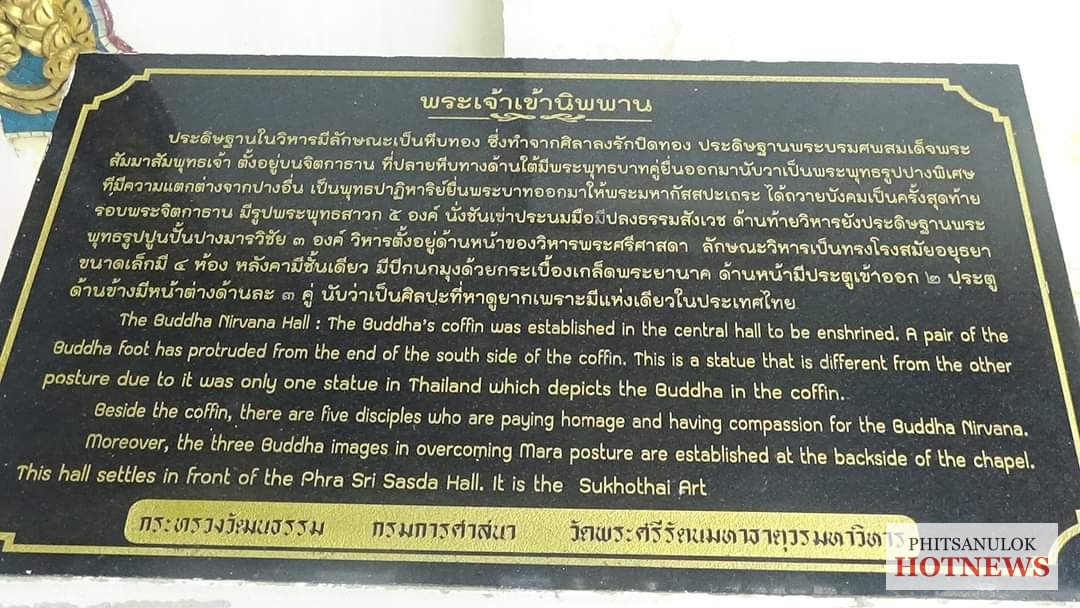 พระเจ้าเข้านิพพาน
ประดิษฐานในวิหารมีลักษณะเป็นหีบทอง ซึ่งทำจากศิลาลงรักปิดทอง ประดิษฐานพระบรมศพสมเด็จพระ
สัมมาสัมพุทธเจ้า ตั้งอยู่บนจิตกาธาน ที่ปลายหีบทางด้านใต้มีพระพุทธบาทคู่ยื่นออกมานับว่าเป็นพระพุทธรูปปางพิเศษ
ที่มีความแตกต่างจากปางอื่น เป็นพุทธปาฏิหาริย์ยื่นพระบาทออกมาให้พระมหากัสสปะเถระ ได้ถวายบังคมเป็นครั้งสุดท้าย
รอบพระจิตกาธาน มีรูปพระพุทธสาวก ๕ องค์ นั่งชันเข่าประนมมือมีปลงธรรมสังเวช ด้านท้ายวิหารยังประดิษฐานพระ
พุทธรูปปูนปั้นปางมารวิชัย ๓ องค์ วิหารตั้งอยู่ด้านหน้าของวิหารพระศรีศาสดา ลักษณะวิหารเป็นทรงโรงสมัยอยุธยา
ขนาดเล็กมี ๔ ห้อง หลังคามีชั้นเดียว มีปีกนกมุงด้วยกระเบื้องเกล็ดพระยานาค ด้านหน้ามีประตูเข้าออก ๒ ประตู
ด้านข้างมีหน้าต่างด้านละ ๓ คู่ นับว่าเป็นศิลปะที่หาดูยากเพราะมีแห่งเดียวในประเทศไทย
The Buddha Nirvana Hall : The Buddha's coffin was established in the central hall to be enshrined. A pair of the
Buddha foot has protruded from the end of the south side of the coffin. This is a statue that is different from the other
posture due to it was only one statue in Thailand which depicts the Buddha in the coffin.
Beside the coffin, there are five disciples who are paying homage and having compassion for the Buddha Nirvana.
Moreover, the three Buddha images in overcoming Mara posture are established at the backside of the chapel.
This hall settles in front of the Phra Sri Sasda Hall. It is the Sukhothai Art
กระทรวงวัฒนธรรม กรมการศาสนา วัดพระศรีรัตนมหาธาตุวรมหาวิหาร
PHITSANULOK
HOTNEWS